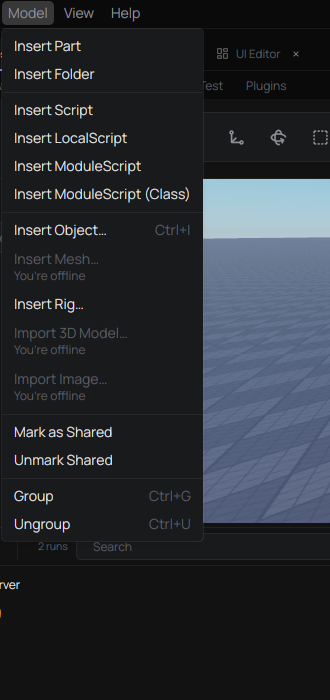 Model View Help
Insert Part
Insert Folder
UI Editor ×
Test Plugins
Insert Script
Insert LocalScript
Insert ModuleScript
Insert ModuleScript (Class)
Insert Object... Ctrl+I
Insert Mesh...
You're offline
Insert Rig...
Import 3D Model...
You're offline
Import Image...
You're offline
Mark as Shared
Unmark Shared
Group Ctrl+G
Ungroup Ctrl+U
2 runs Search